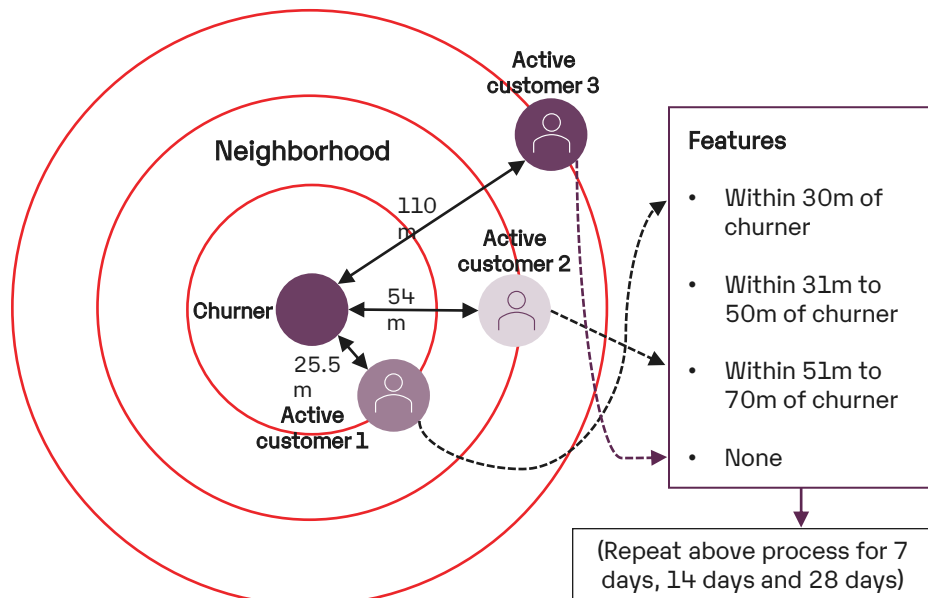 Active
customer 3
Neighborhood
110
m
Active
customer 2
Churner
54
m
25.5
m
Active
customer 1
Features
• Within 30m of
churner
• Within 31m to
50m of churner
• Within 51m to
70m of churner
• None
(Repeat above process for 7
days, 14 days and 28 days)